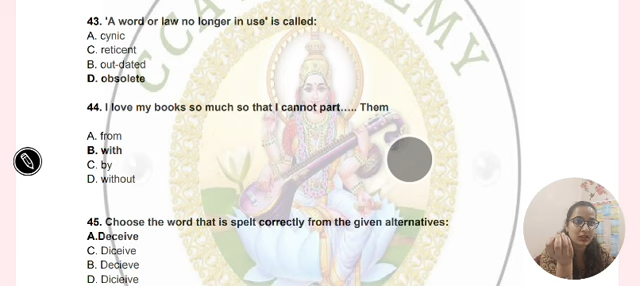 CCA ACADEMY
43. 'A word or law no longer in use' is called:
A. cynic
C. reticent
B. out-dated
D. obsolete
44. I love my books so much so that I cannot part….. Them
A. from
B. with
C. by
D. without
45. Choose the word that is spelt correctly from the given alternatives:
A.Deceive
C. Diceive
B. Decieve
D. Dicieive